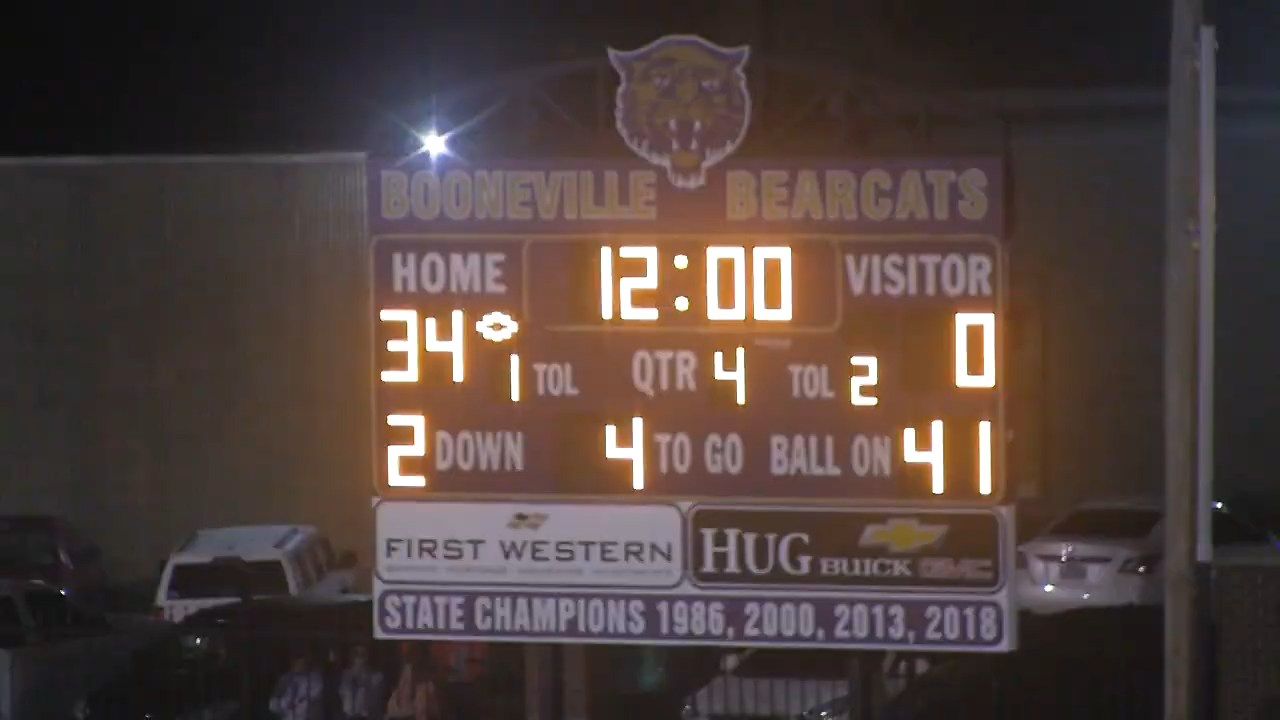 BOONEVILLE BEARCATS
HOME 12:00 VISITOR
34 0
1 TOL QTR 4 TOL 2
2 DOWN 4 TO GO BALL ON 41
FIRST WESTERN
HUG BUICK GMC
STATE CHAMPIONS 1986, 2000, 2013, 2018